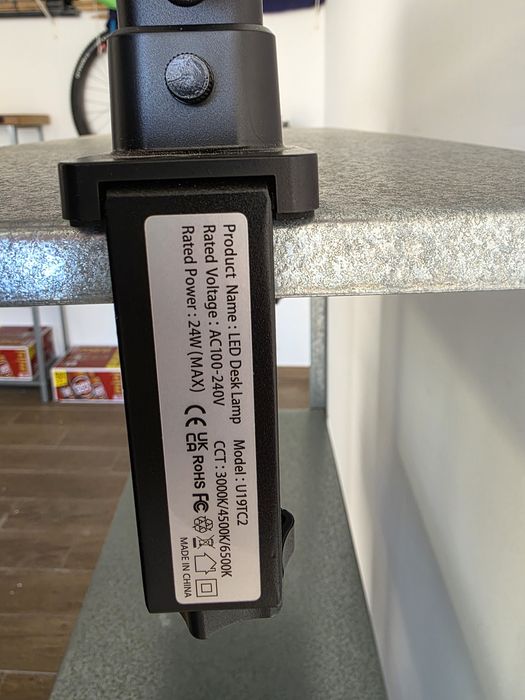 Product Name : LED Desk Lamp Model : U19TC2
Rated Voltage : AC100-240V CCT : 3000K/4500K/6500K
Rated Power : 24W (MAX) CE UK CA RoHS FC
MADE IN CHINA